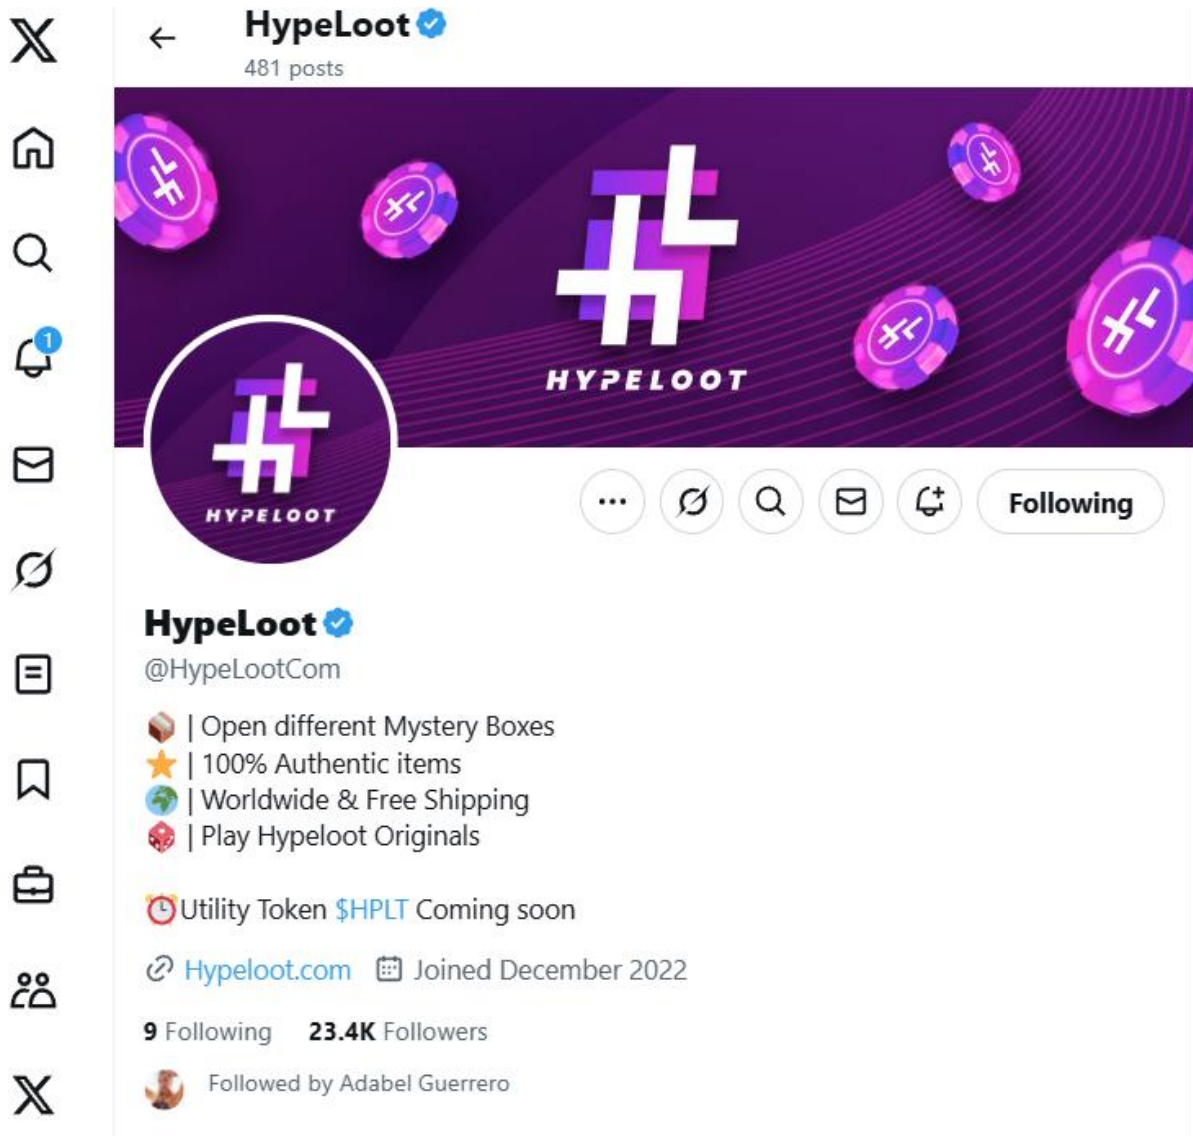 HypeLoot
481 posts
HYPELOOT
HYPELOOT
1
Following
HypeLoot
@HypeLootCom
| Open different Mystery Boxes
| 100% Authentic items
| Worldwide & Free Shipping
| Play Hypeloot Originals
Utility Token $HPLT Coming soon
Hypeloot.com Joined December 2022
9 Following 23.4K Followers
Followed by Adabel Guerrero